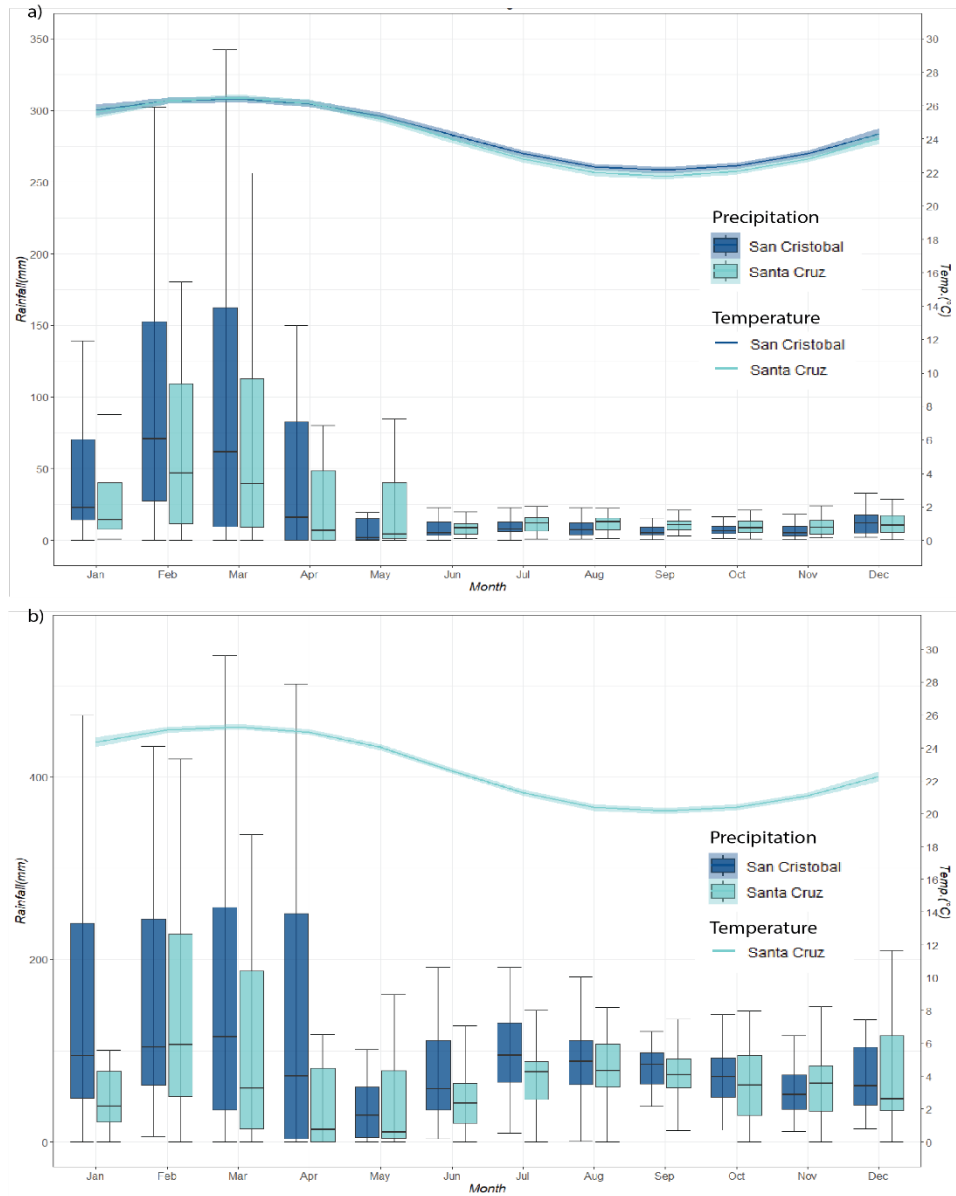 a)
350
300
250
200
150
100
50
0
Rainfall(mm)
30
28
26
24
22
20
18
16
14
12
10
8
6
4
2
0
Temp.(°C)
Precipitation
San Cristobal
Santa Cruz
Temperature
San Cristobal
Santa Cruz
Jan Feb Mar Apr May Jun Jul Aug Sep Oct Nov Dec
Month
b)
400
200
0
Rainfall(mm)
30
28
26
24
22
20
18
16
14
12
10
8
6
4
2
0
Temp.(°C)
Precipitation
San Cristobal
Santa Cruz
Temperature
Santa Cruz
Jan Feb Mar Apr May Jun Jul Aug Sep Oct Nov Dec
Month